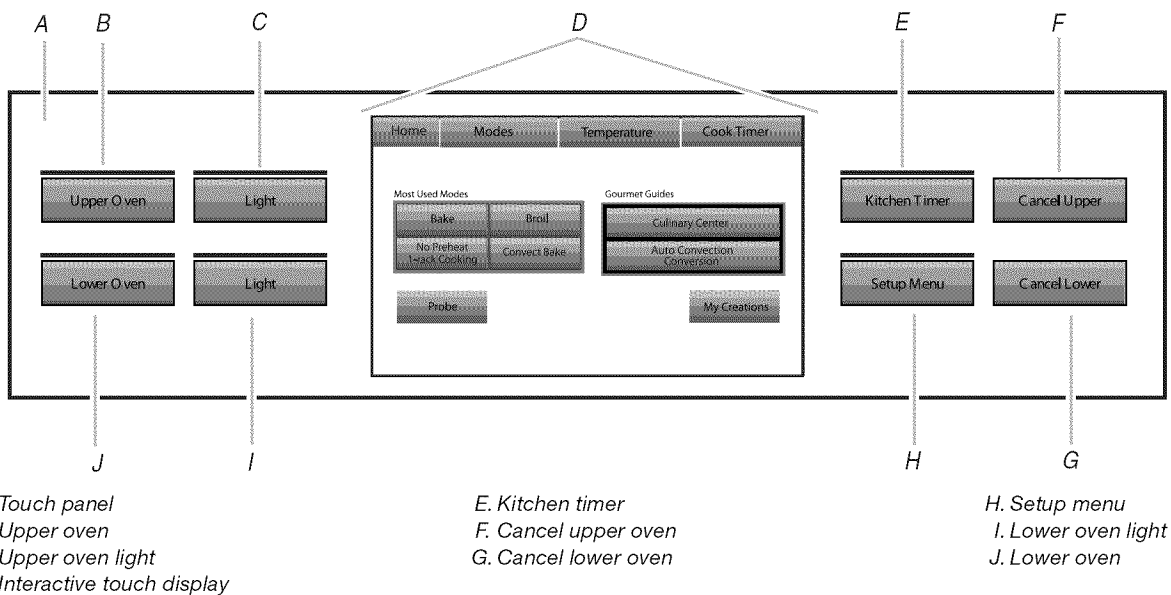 A B C D E F
Home Modes Temperature Cook Timer
Most Used Modes Gourmet Guides
Upper Oven Light Bake Broil Culinary Center Kitchen Timer Cancel Upper
No Preheat
1-rack Cooking Convect Bake Auto Convection
Conversion
Lower Oven Light Setup Menu Cancel Lower
Probe My Creations
J I H G
Touch panel E. Kitchen timer H. Setup menu
Upper oven F. Cancel upper oven I. Lower oven light
Upper oven light G. Cancel lower oven J. Lower oven
Interactive touch display